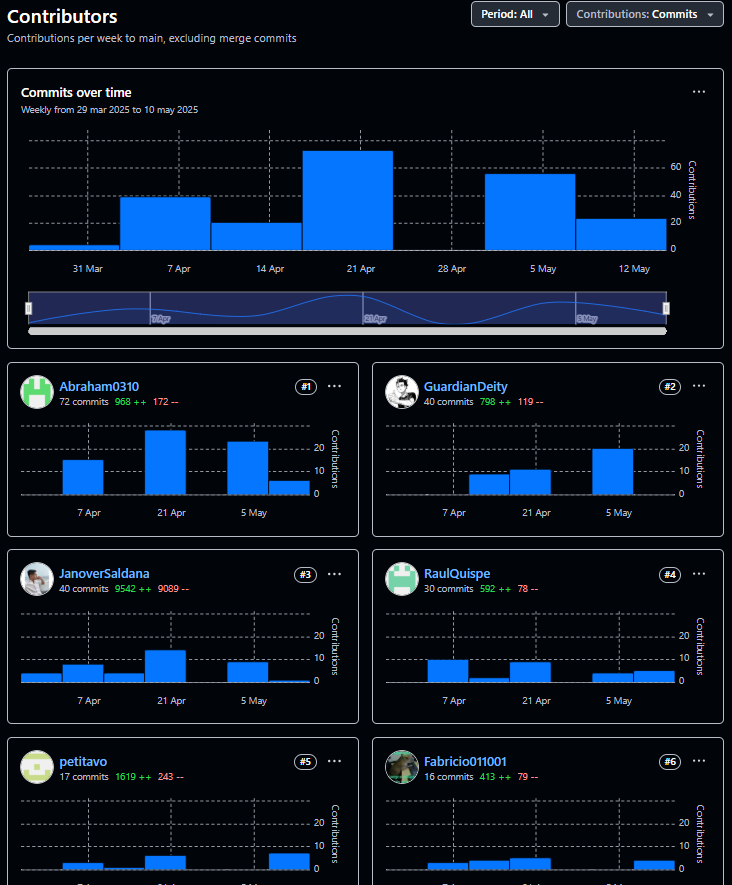 Contributors
Period: All
Contributions: Commits
Contributions per week to main, excluding merge commits
Commits over time
Weekly from 29 mar 2025 to 10 may 2025
60
40
20
0
Contributions
31 Mar 7 Apr 14 Apr 21 Apr 28 Apr 5 May 12 May
7 Apr 21 Apr 5 May
Abraham0310 #1
72 commits 968 ++ 172 --
20
10
0
Contributions
7 Apr 21 Apr 5 May
GuardianDeity #2
40 commits 798 ++ 119 --
20
10
0
Contributions
7 Apr 21 Apr 5 May
JanoverSaldana #3
40 commits 9542 ++ 9089 --
20
10
0
Contributions
7 Apr 21 Apr 5 May
RaulQuispe #4
30 commits 592 ++ 78 --
20
10
0
Contributions
7 Apr 21 Apr 5 May
petitavo #5
17 commits 1619 ++ 243 --
20
10
0
Contributions
Fabricio011001 #6
16 commits 413 ++ 79 --
20
10
0
Contributions